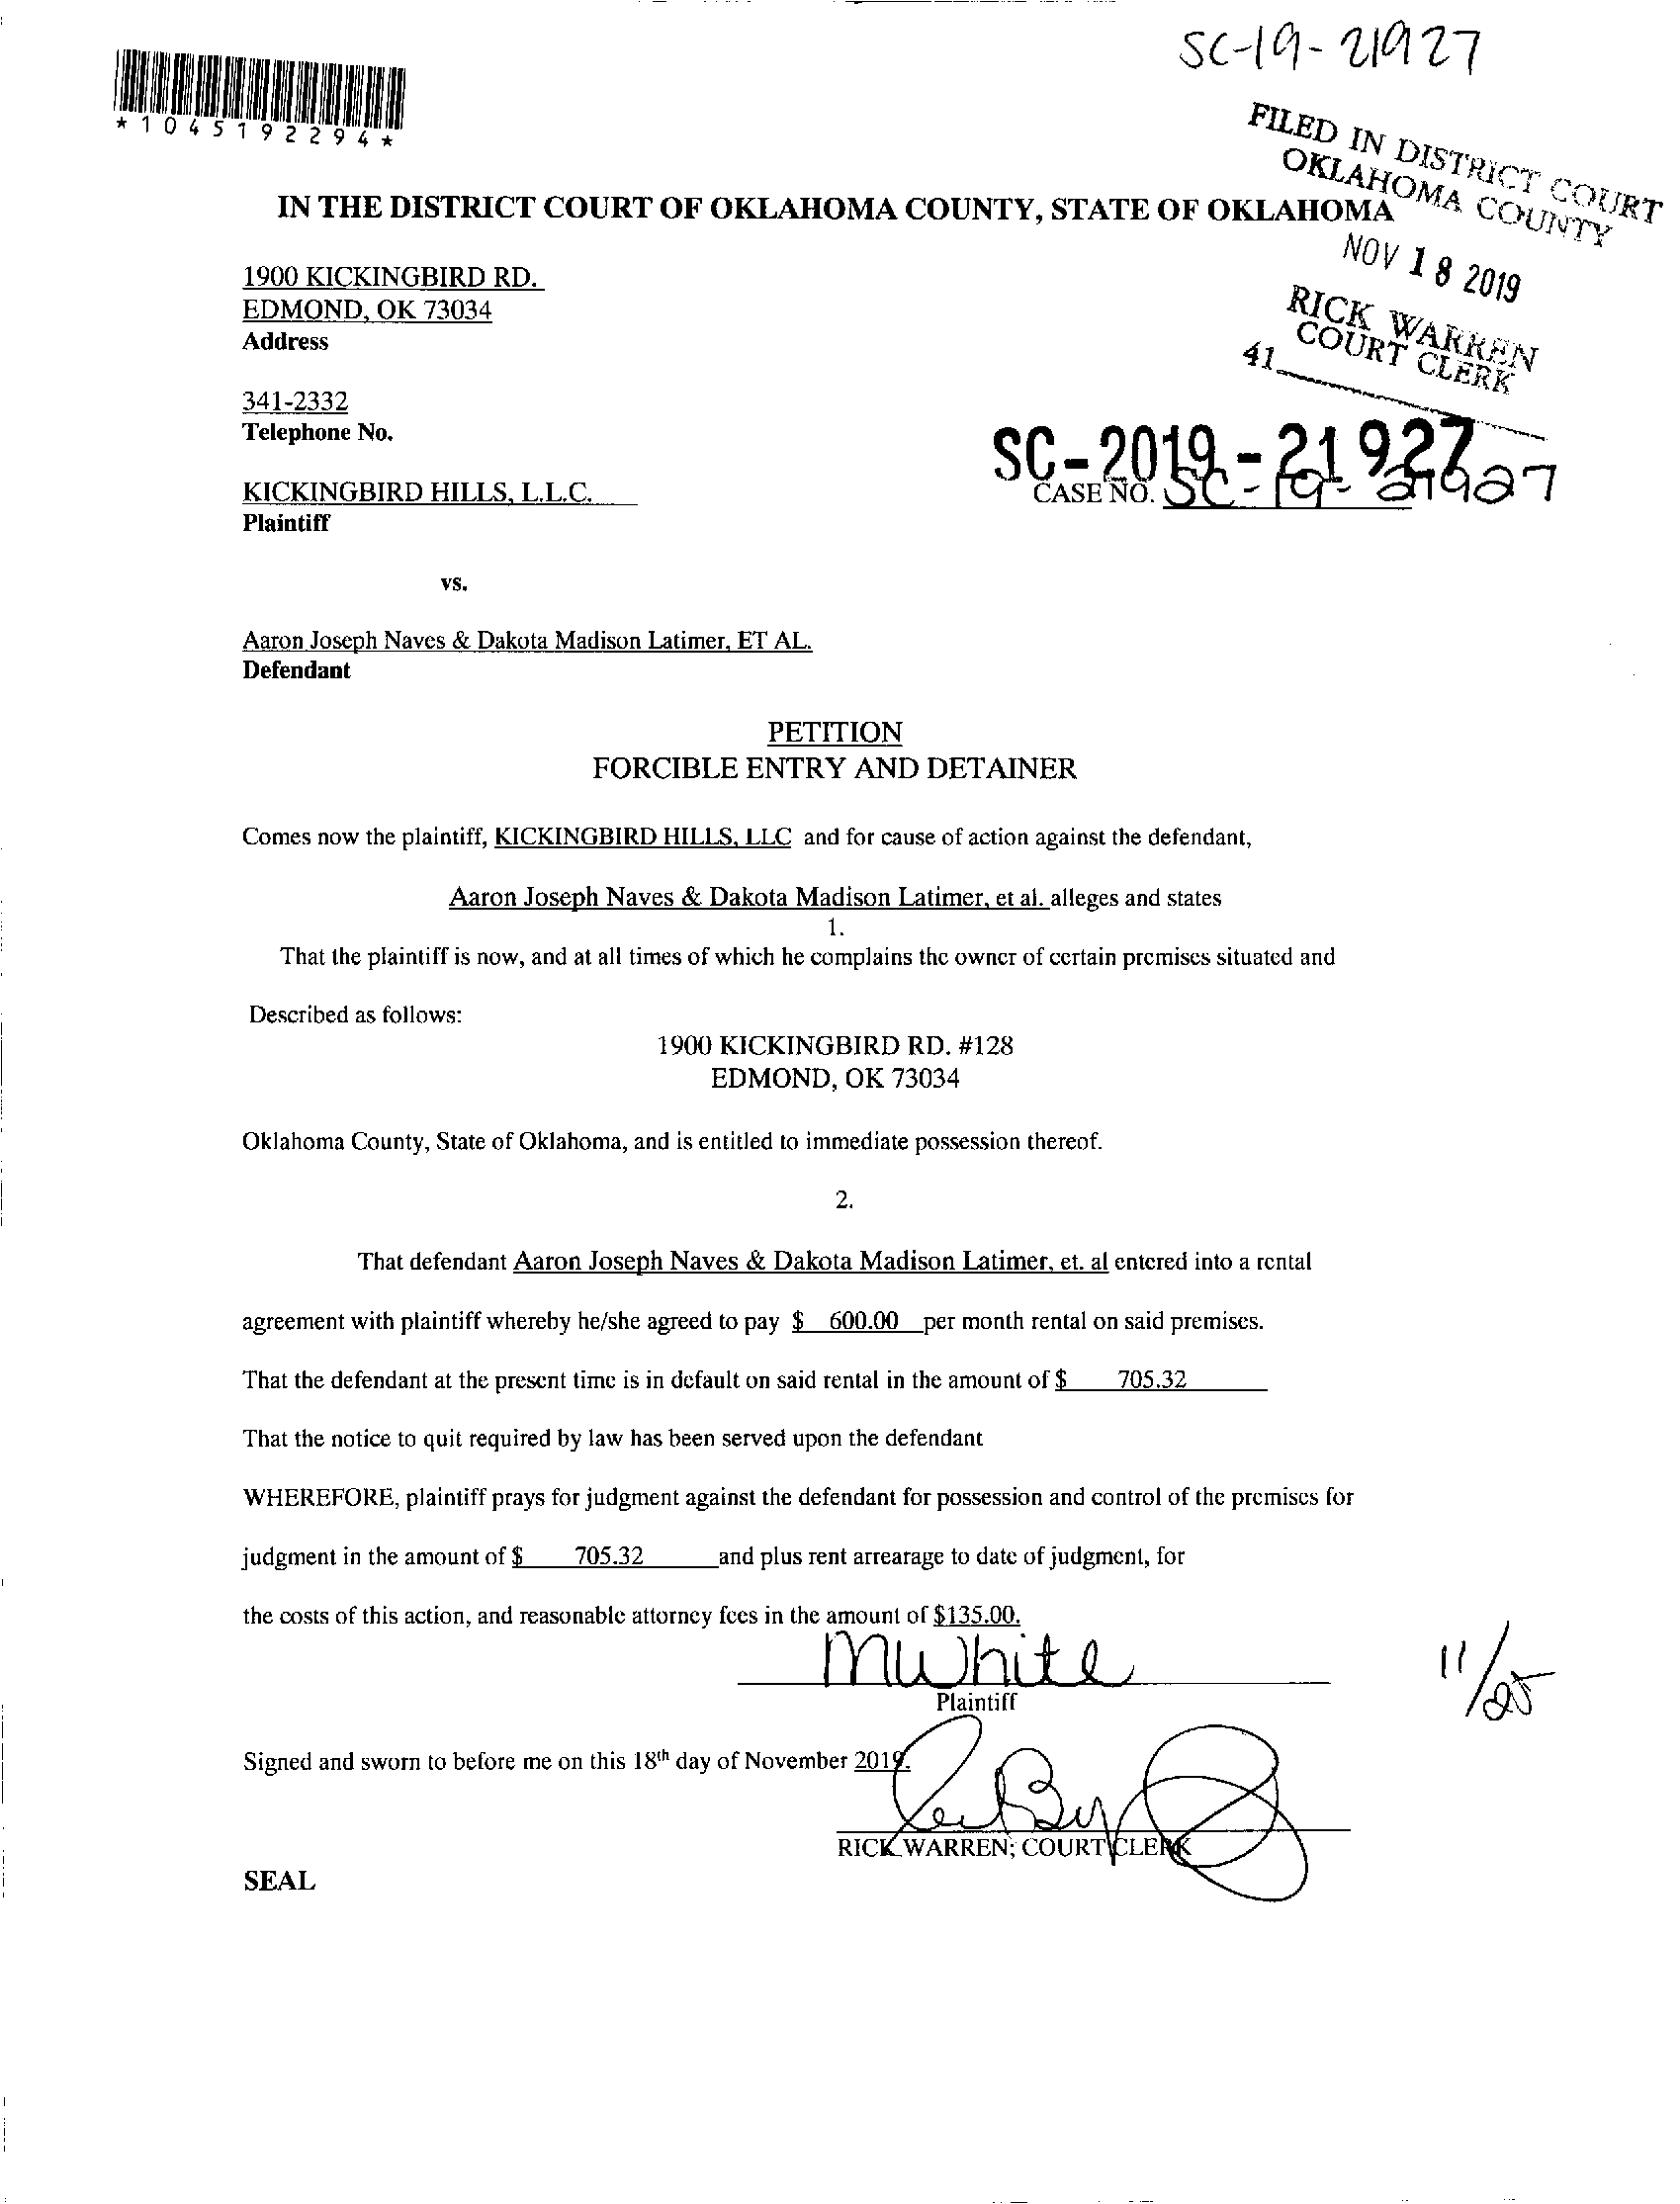 SC-19-21927
*1045192294*
FILED IN DISTRICT COURT
OKLAHOMA COUNTY
IN THE DISTRICT COURT OF OKLAHOMA COUNTY, STATE OF OKLAHOMA
NOV 18 2019
1900 KICKINGBIRD RD.
EDMOND, OK 73034
Address
RICK WARREN
COURT CLERK
41
341-2332
Telephone No.
SC-2019-21927
KICKINGBIRD HILLS, L.L.C.
CASE NO. SC-19-21927
Plaintiff
vs.
Aaron Joseph Naves & Dakota Madison Latimer, ET AL.
Defendant
PETITION
FORCIBLE ENTRY AND DETAINER
Comes now the plaintiff, KICKINGBIRD HILLS, LLC and for cause of action against the defendant,
Aaron Joseph Naves & Dakota Madison Latimer, et al. alleges and states
1.
That the plaintiff is now, and at all times of which he complains the owner of certain premises situated and
Described as follows:
1900 KICKINGBIRD RD. #128
EDMOND, OK 73034
Oklahoma County, State of Oklahoma, and is entitled to immediate possession thereof.
2.
That defendant Aaron Joseph Naves & Dakota Madison Latimer, et. al entered into a rental
agreement with plaintiff whereby he/she agreed to pay $ 600.00 per month rental on said premises.
That the defendant at the present time is in default on said rental in the amount of $ 705.32
That the notice to quit required by law has been served upon the defendant
WHEREFORE, plaintiff prays for judgment against the defendant for possession and control of the premises for
judgment in the amount of $ 705.32 and plus rent arrearage to date of judgment, for
the costs of this action, and reasonable attorney fees in the amount of $135.00.
MWhite
11/25
Plaintiff
Signed and sworn to before me on this 18th day of November 2019.
RICK WARREN; COURT CLERK
SEAL